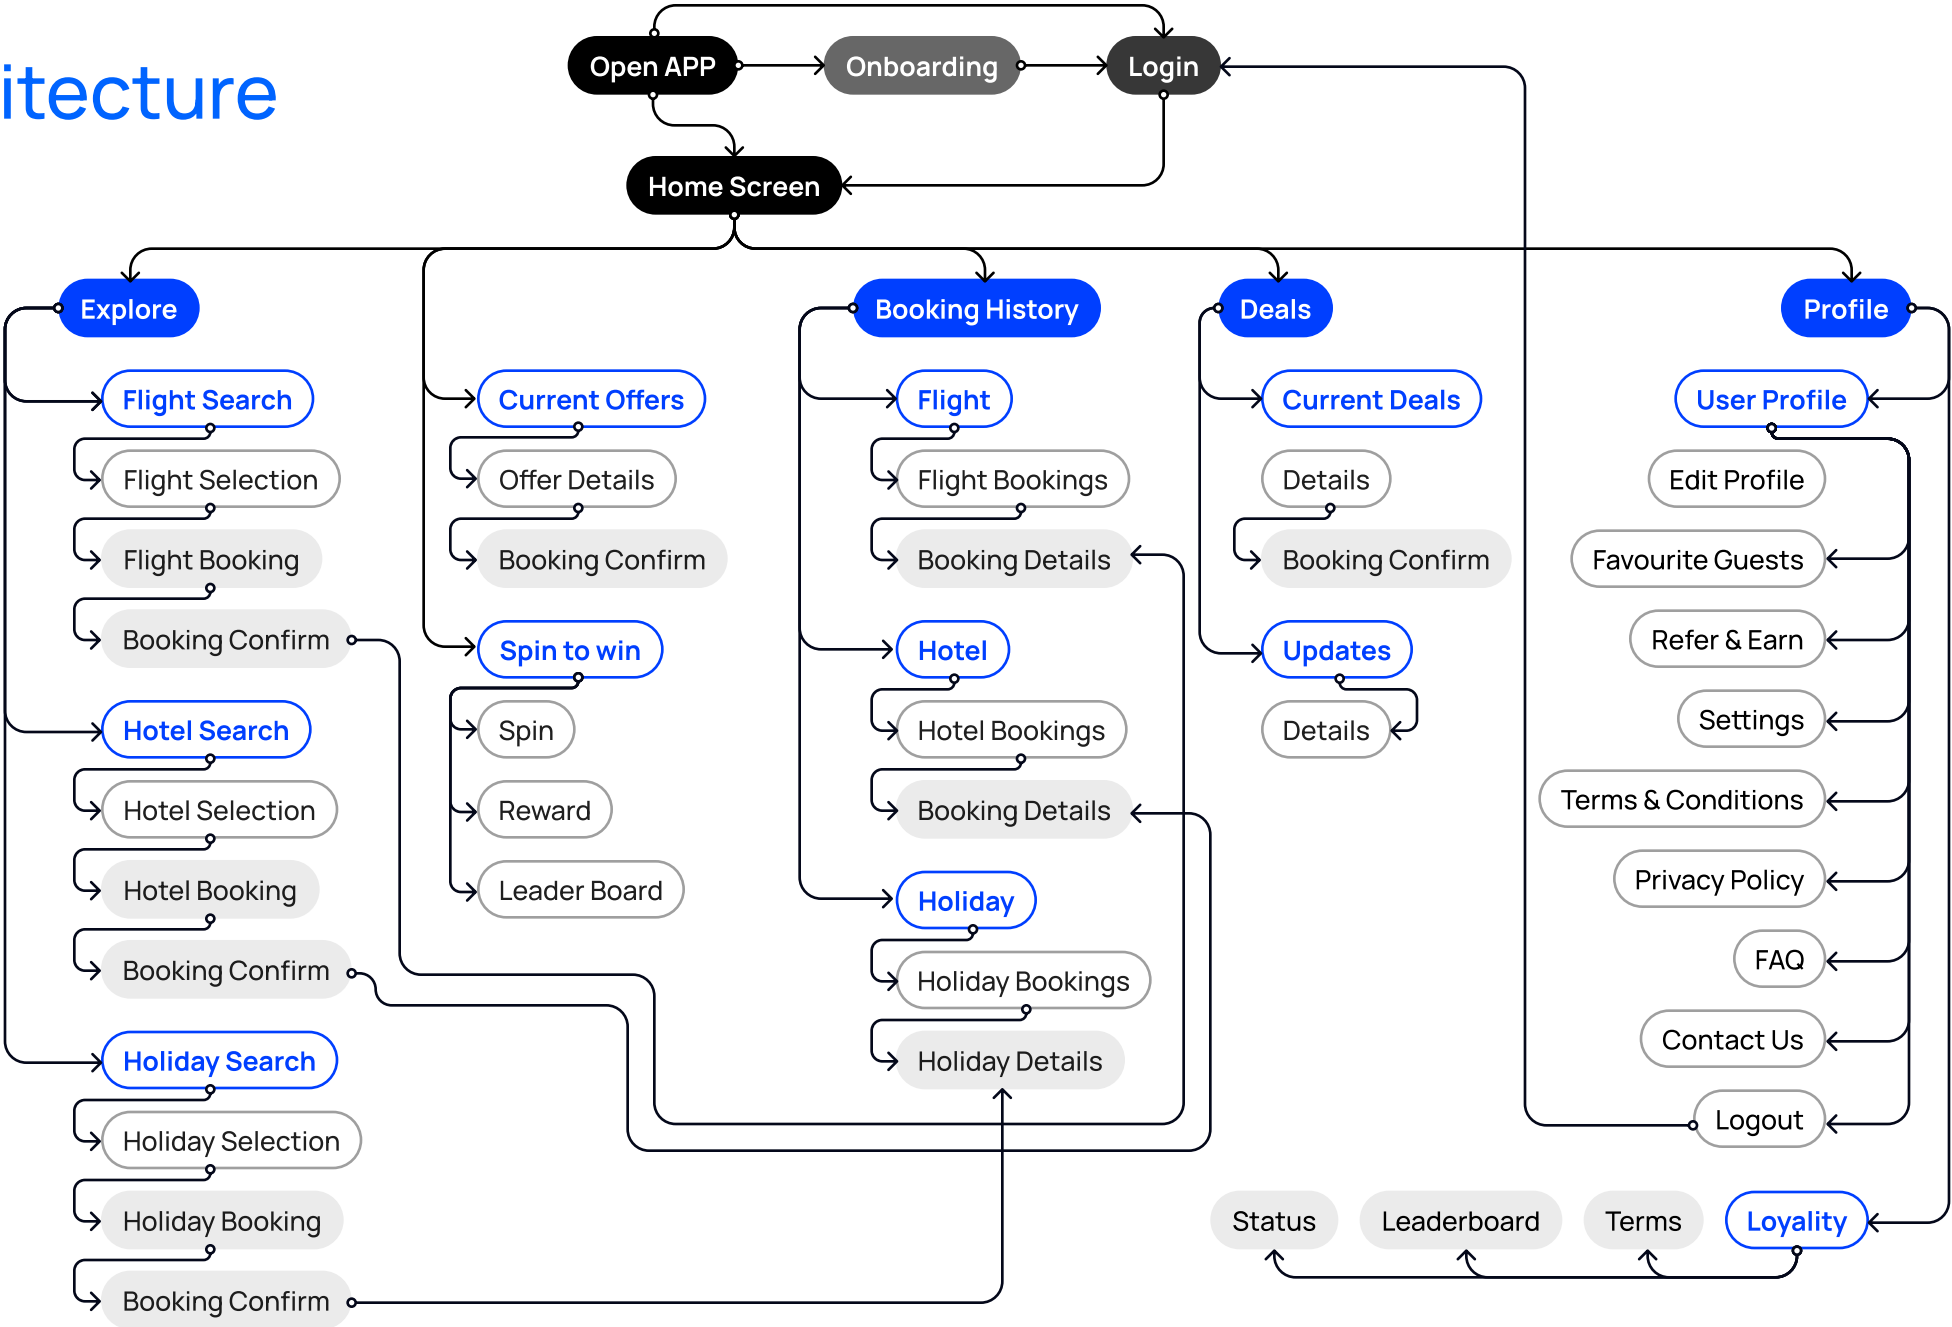 itecture
Open APP
Onboarding
Login
Home Screen
Explore
Booking History
Deals
Profile
Flight Search
Flight Selection
Flight Booking
Booking Confirm
Hotel Search
Hotel Selection
Hotel Booking
Booking Confirm
Holiday Search
Holiday Selection
Holiday Booking
Booking Confirm
Current Offers
Offer Details
Booking Confirm
Spin to win
Spin
Reward
Leader Board
Flight
Flight Bookings
Booking Details
Hotel
Hotel Bookings
Booking Details
Holiday
Holiday Bookings
Holiday Details
Current Deals
Details
Booking Confirm
Updates
Details
User Profile
Edit Profile
Favourite Guests
Refer & Earn
Settings
Terms & Conditions
Privacy Policy
FAQ
Contact Us
Logout
Status
Leaderboard
Terms
Loyality